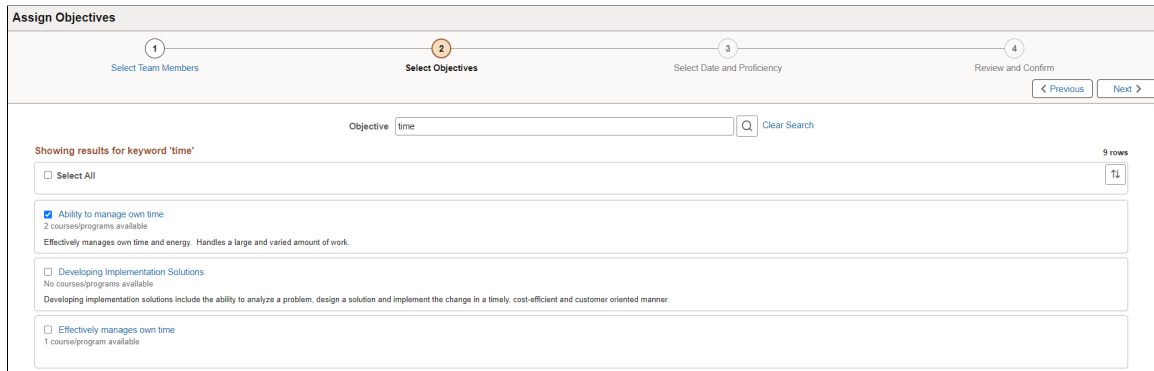 Assign Objectives
1
2
3
4
Select Team Members
Select Objectives
Select Date and Proficiency
Review and Confirm
Previous
Next
Objective time Clear Search
Showing results for keyword 'time'
9 rows
Select All
Ability to manage own time
2 courses/programs available
Effectively manages own time and energy. Handles a large and varied amount of work.
Developing Implementation Solutions
No courses/programs available
Developing implementation solutions include the ability to analyze a problem, design a solution and implement the change in a timely, cost-efficient and customer oriented manner.
Effectively manages own time
1 course/program available